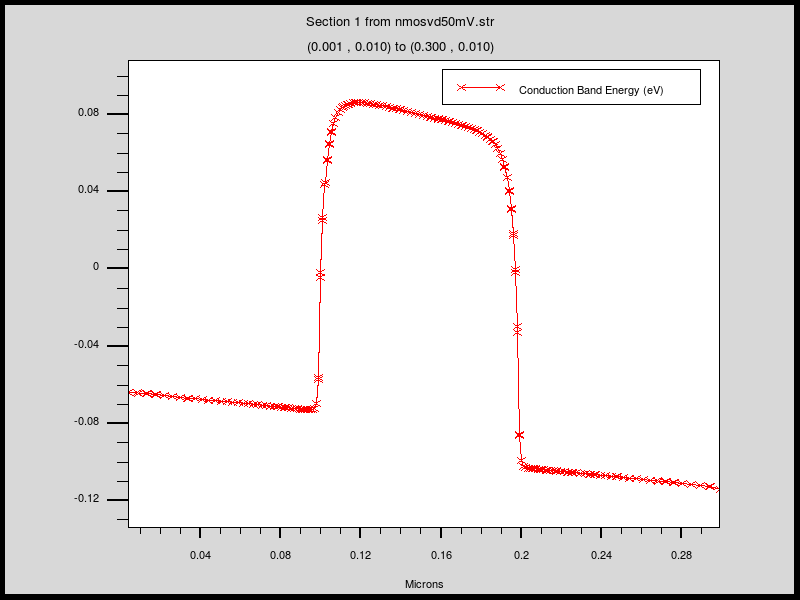 Section 1 from nmosvd50mV.str
(0.001 , 0.010) to (0.300 , 0.010)
Conduction Band Energy (eV)
0.08
0.04
0
-0.04
-0.08
-0.12
0.04 0.08 0.12 0.16 0.2 0.24 0.28
Microns